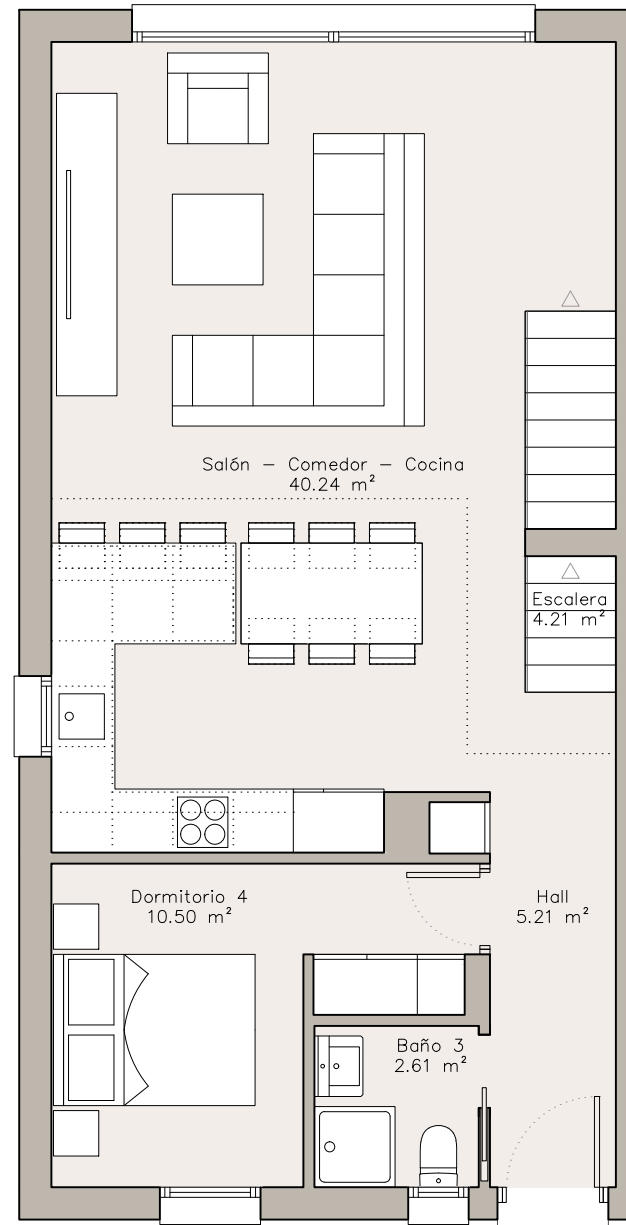 Salón – Comedor – Cocina
40.24 m²
Escalera
4.21 m²
Dormitorio 4
10.50 m²
Hall
5.21 m²
Baño 3
2.61 m²